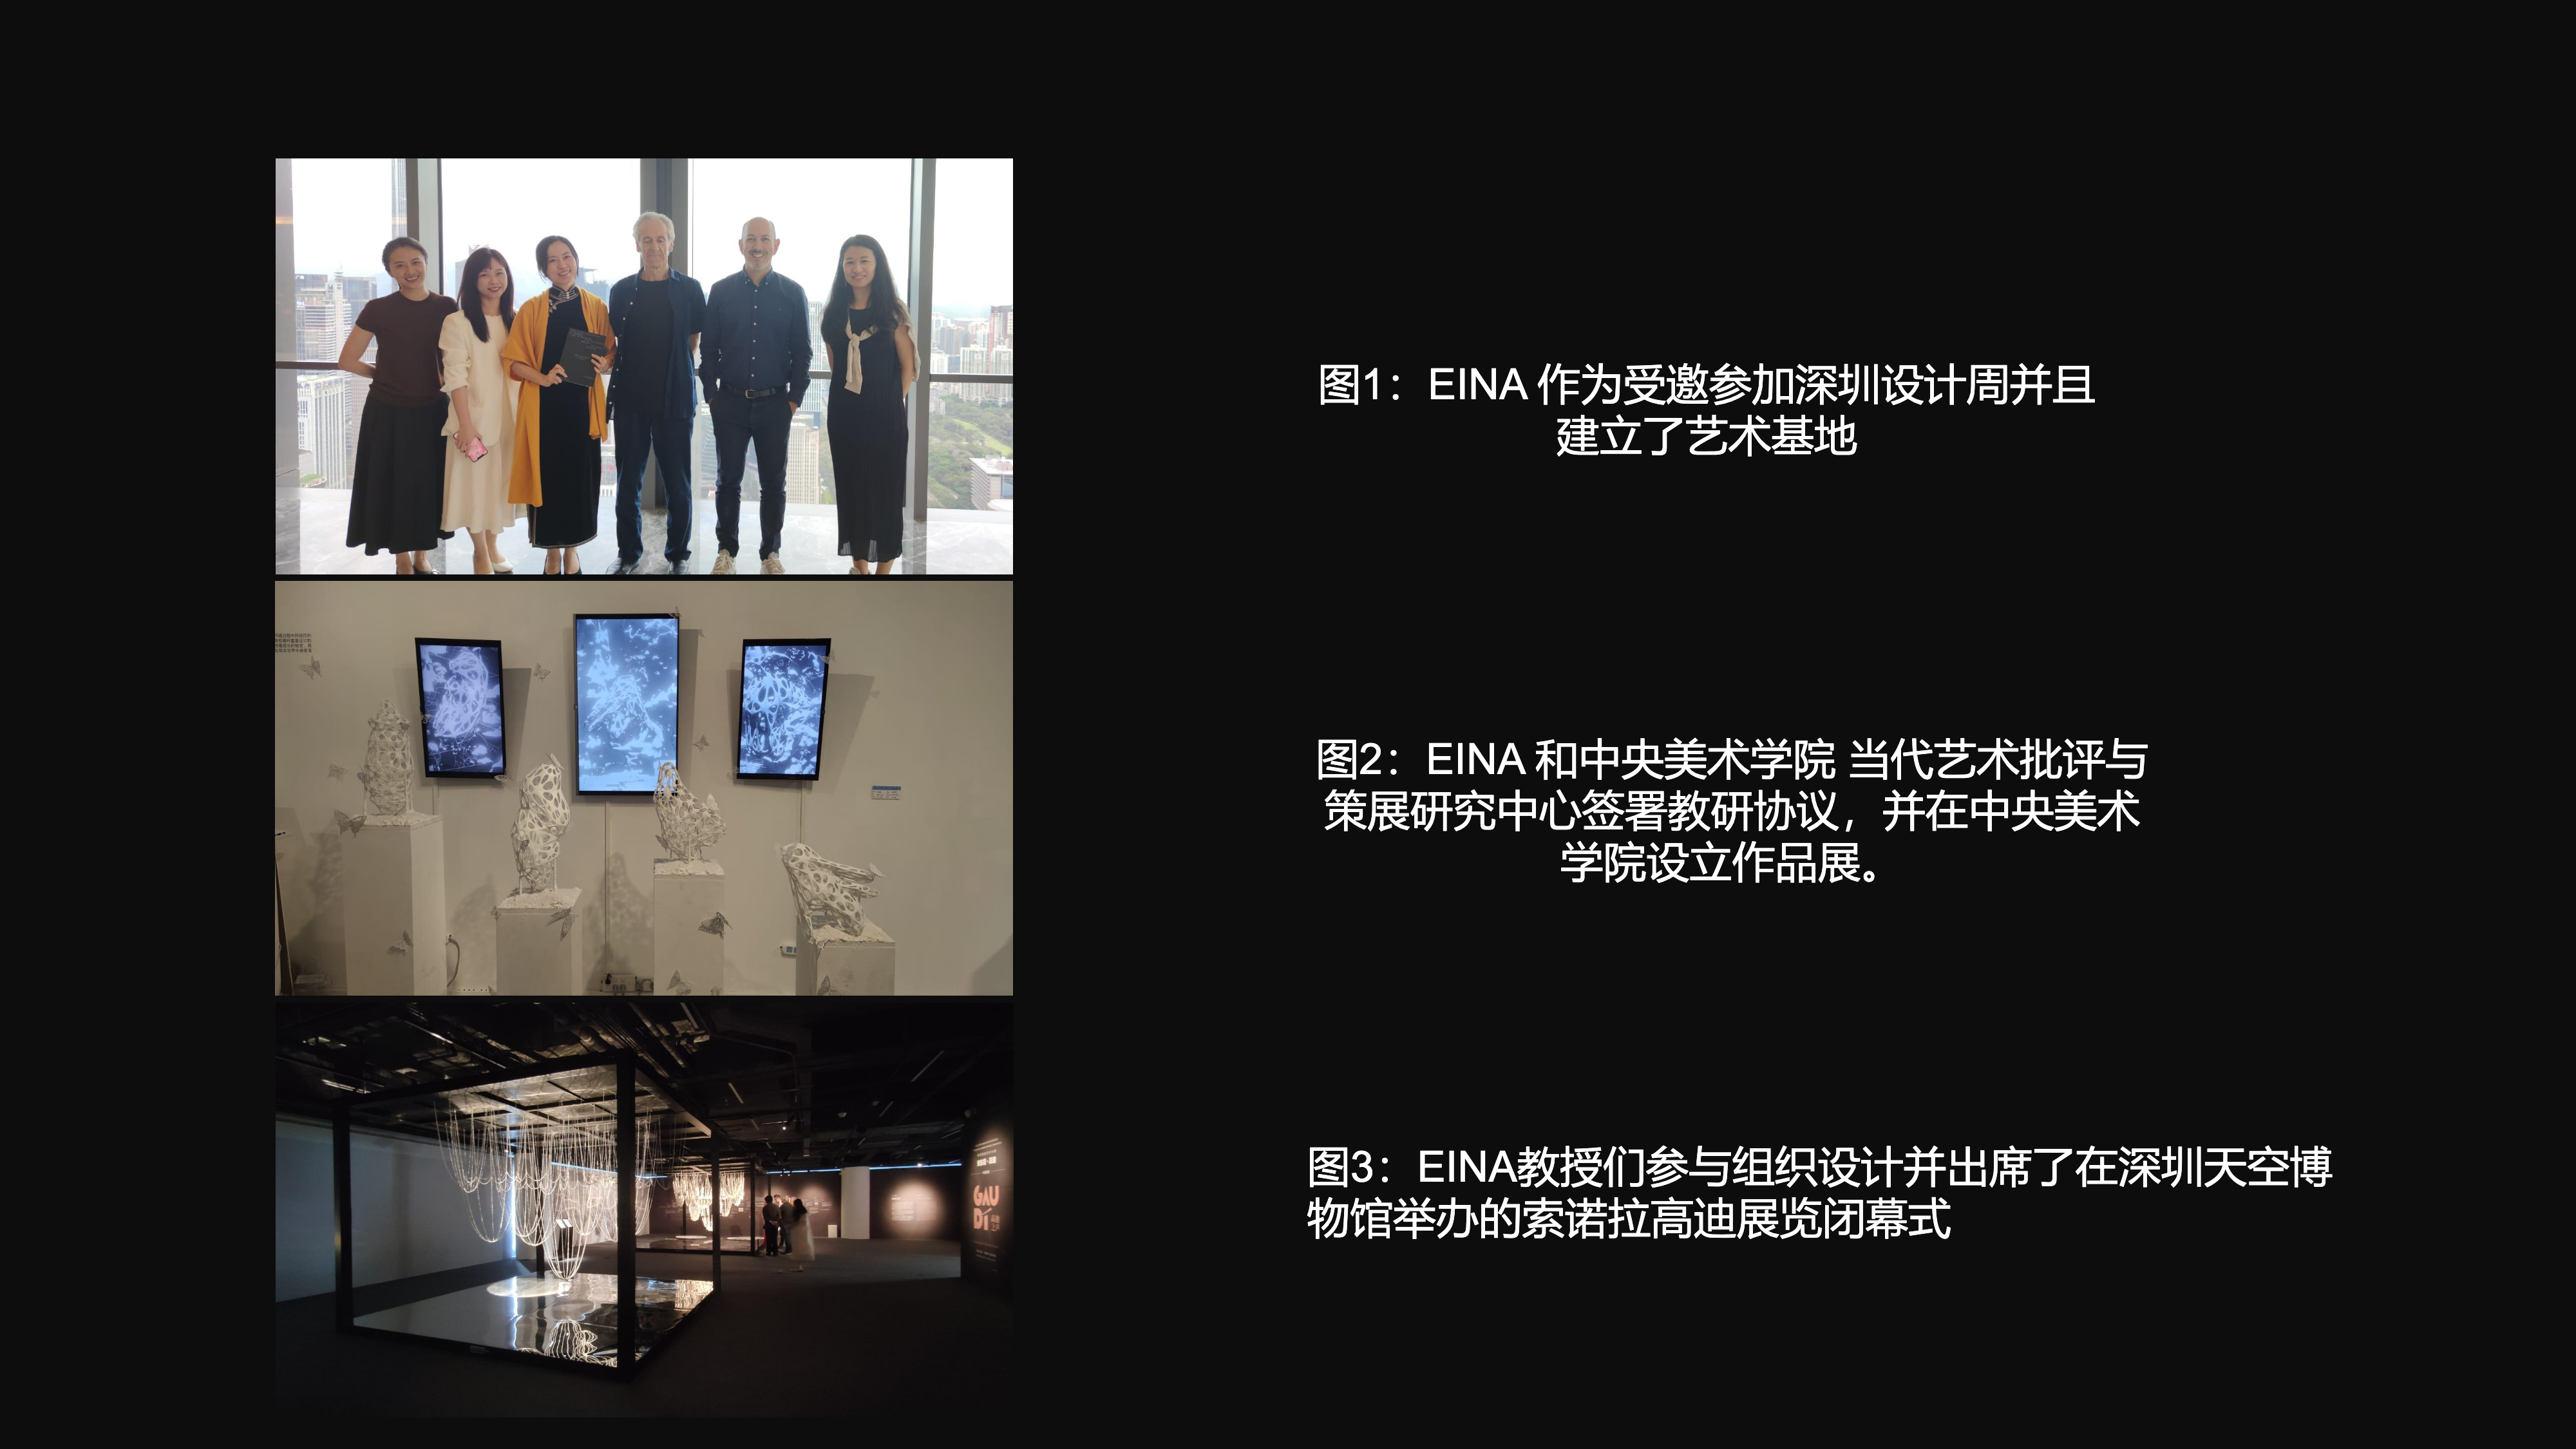 图1：EINA 作为受邀参加深圳设计周并且
建立了艺术基地
图2：EINA 和中央美术学院 当代艺术批评与
策展研究中心签署教研协议，并在中央美术
学院设立作品展。
GAU
DÍ
图3：EINA教授们参与组织设计并出席了在深圳天空博
物馆举办的索诺拉高迪展览闭幕式